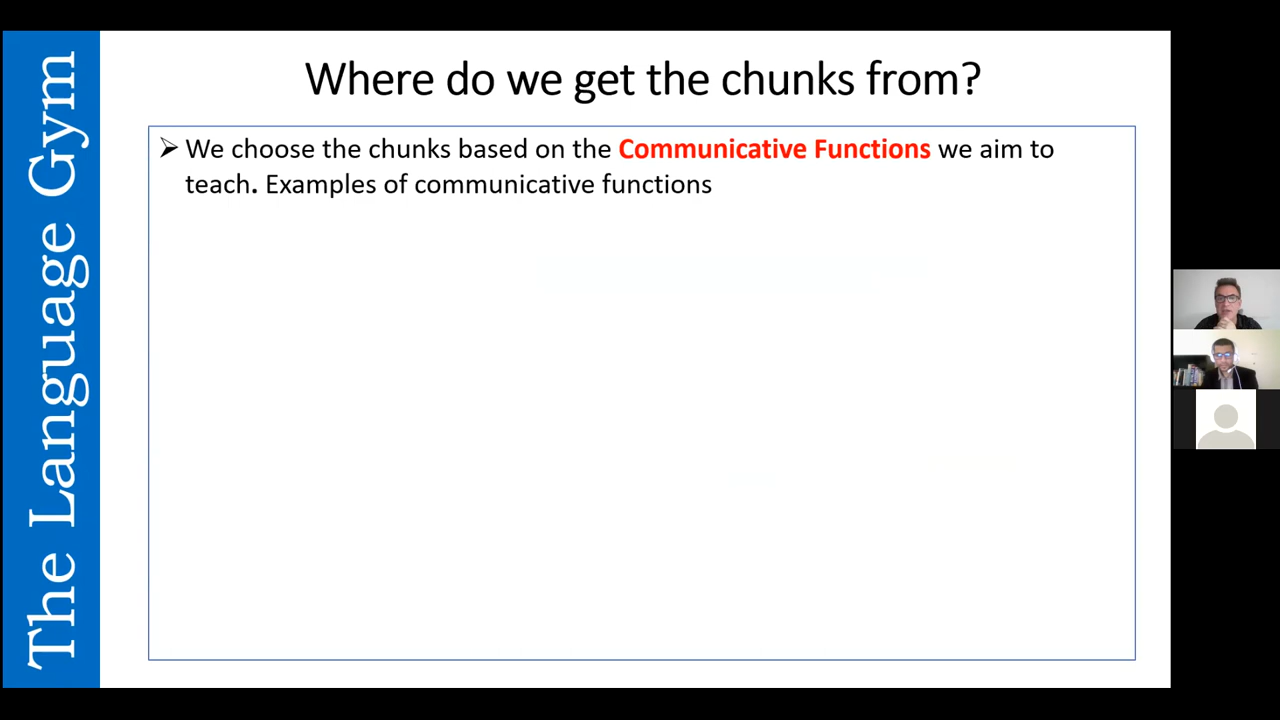 Where do we get the chunks from?
➢ We choose the chunks based on the Communicative Functions we aim to
teach. Examples of communicative functions
The Language Gym